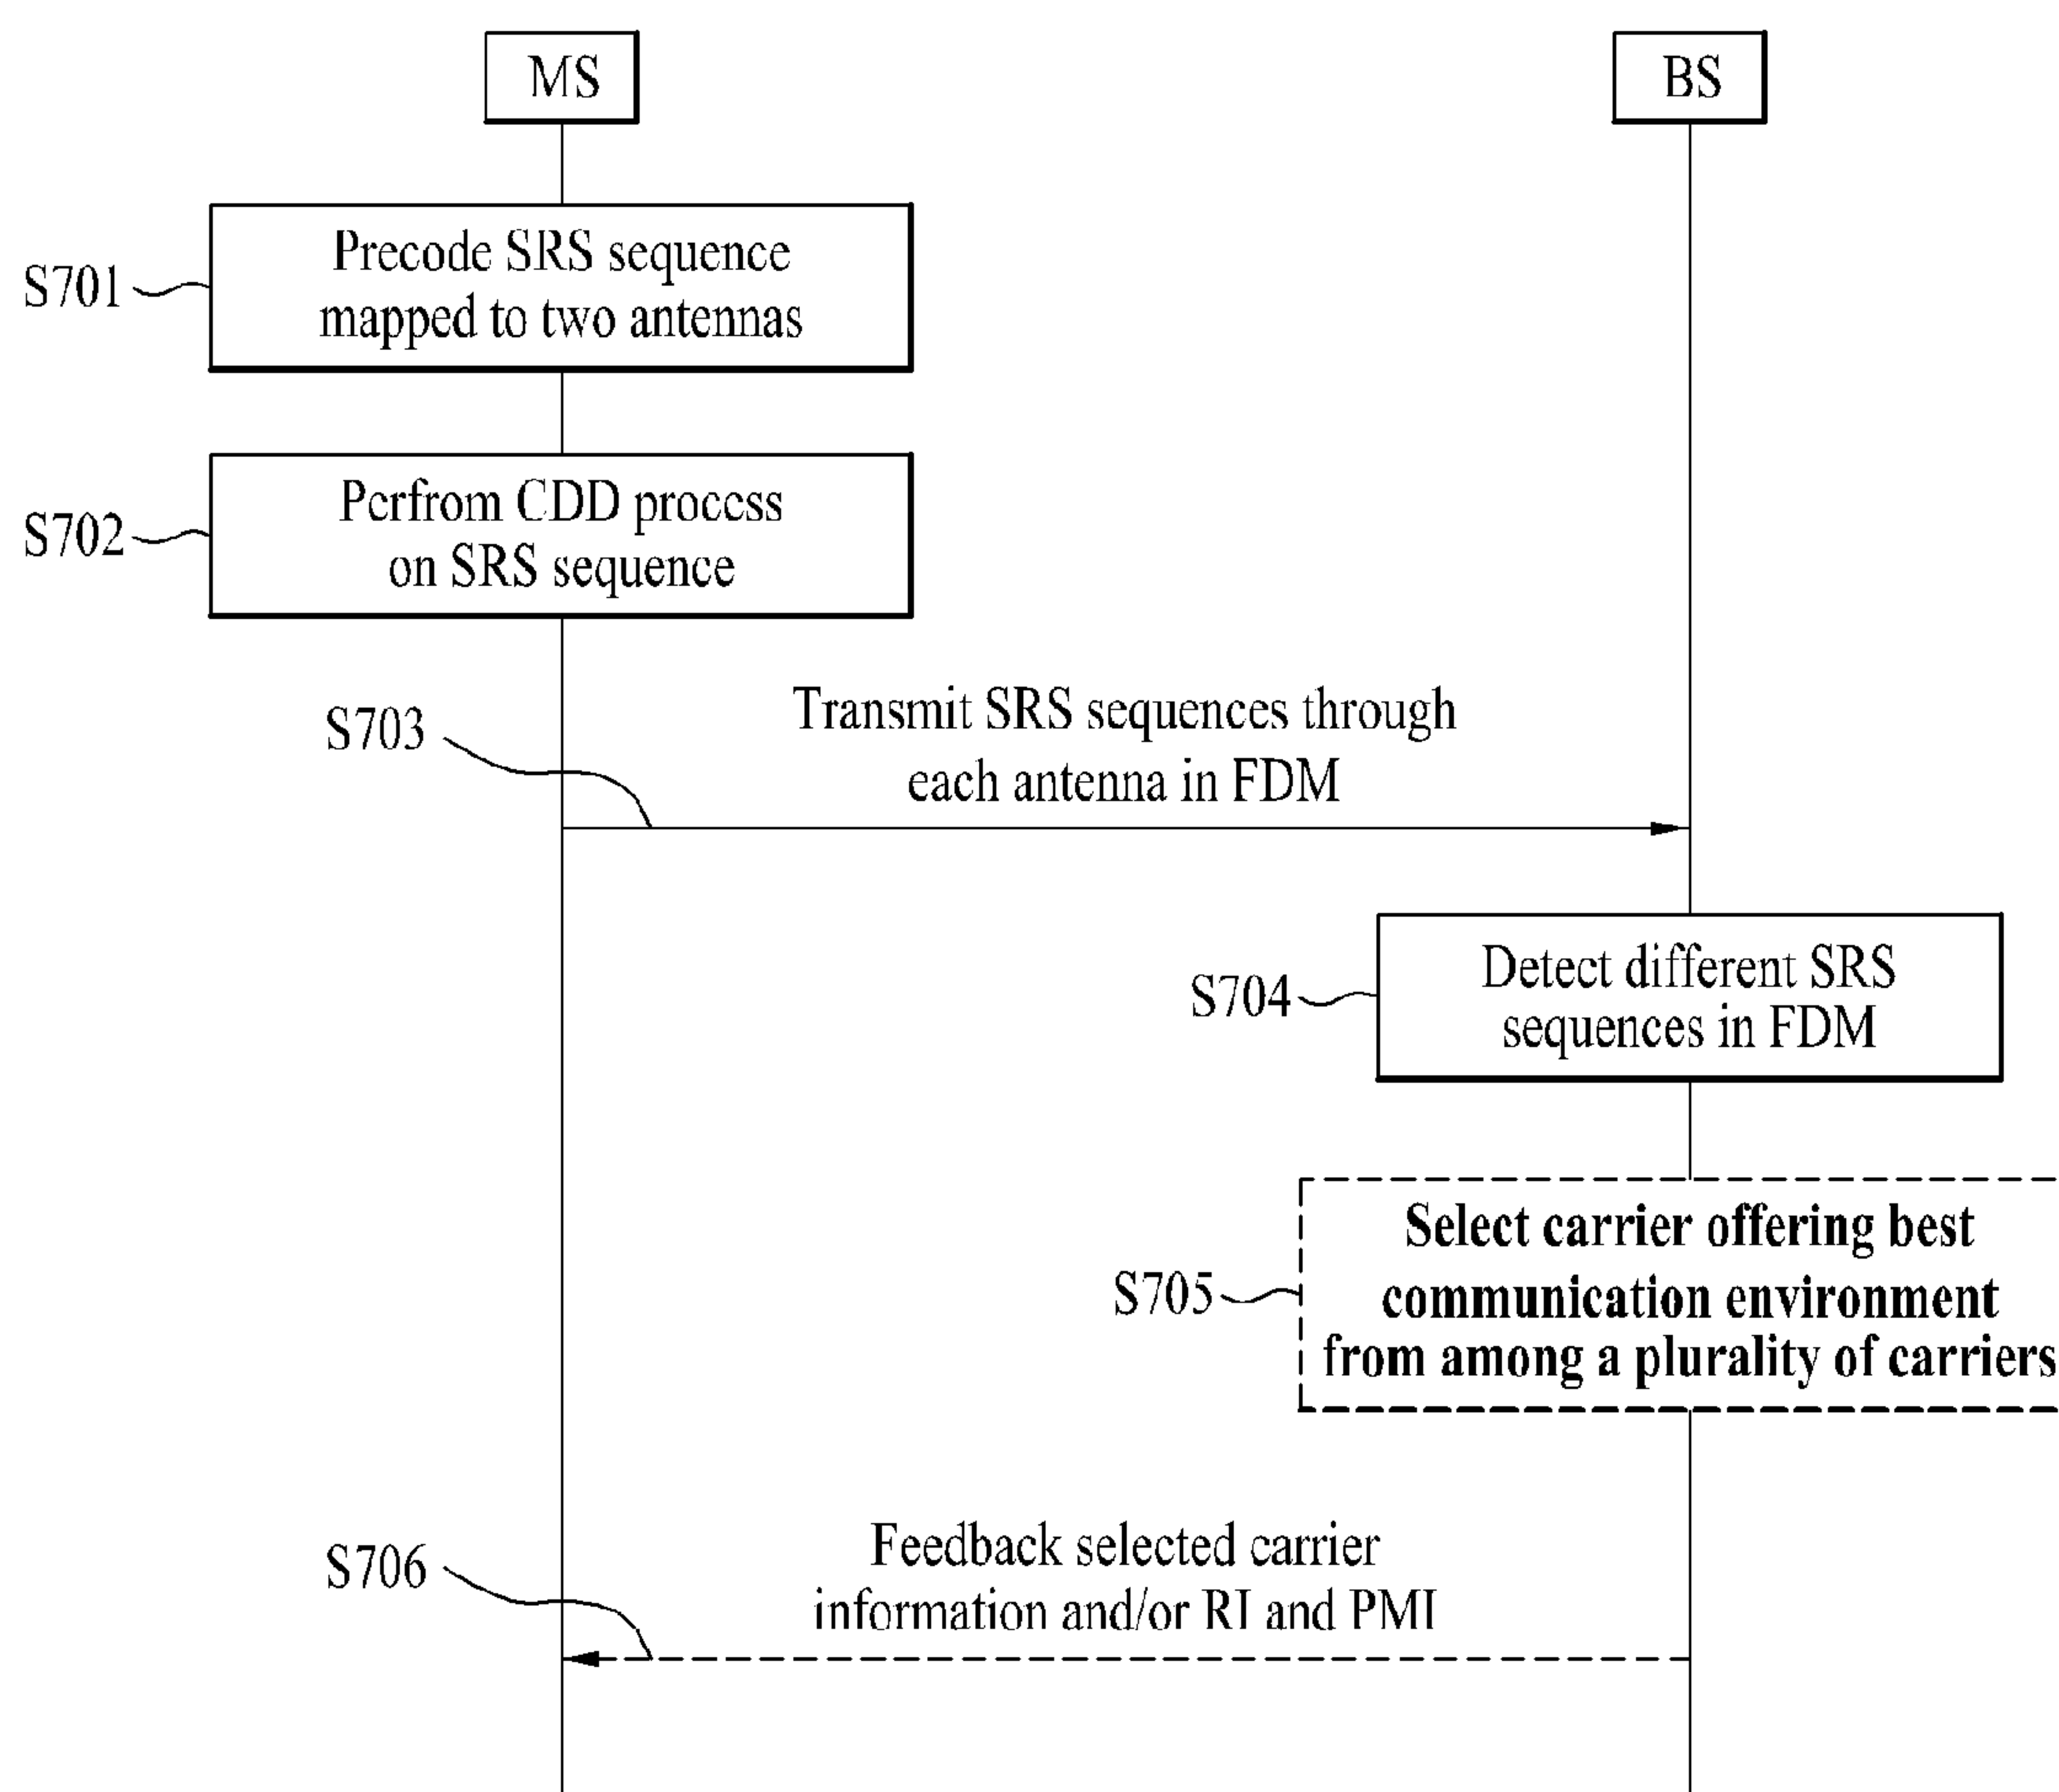 MS
BS
S701
Precode SRS sequence
mapped to two antennas
S702
Perfrom CDD process
on SRS sequence
S703
Transmit SRS sequences through
each antenna in FDM
S704
Detect different SRS
sequences in FDM
S705
Select carrier offering best
communication environment
from among a plurality of carriers
S706
Feedback selected carrier
information and/or RI and PMI